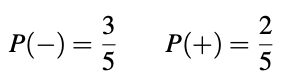 P(−) = 3/5 P(+) = 2/5